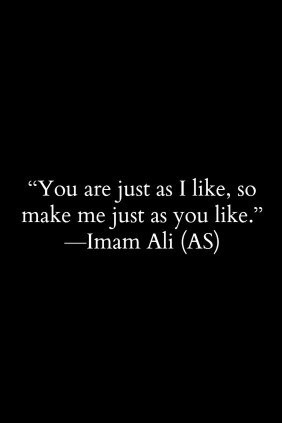 “You are just as I like, so
make me just as you like.”
—Imam Ali (AS)